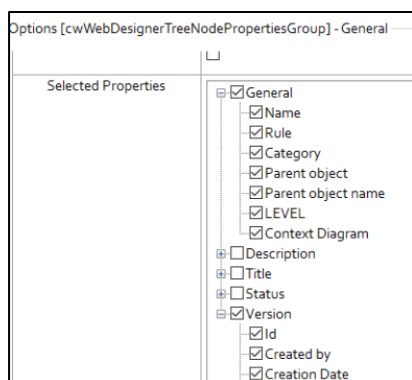 Options [cwWebDesignerTreeNodePropertiesGroup] - General
Selected Properties
General
Name
Rule
Category
Parent object
Parent object name
LEVEL
Context Diagram
Description
Title
Status
Version
Id
Created by
Creation Date